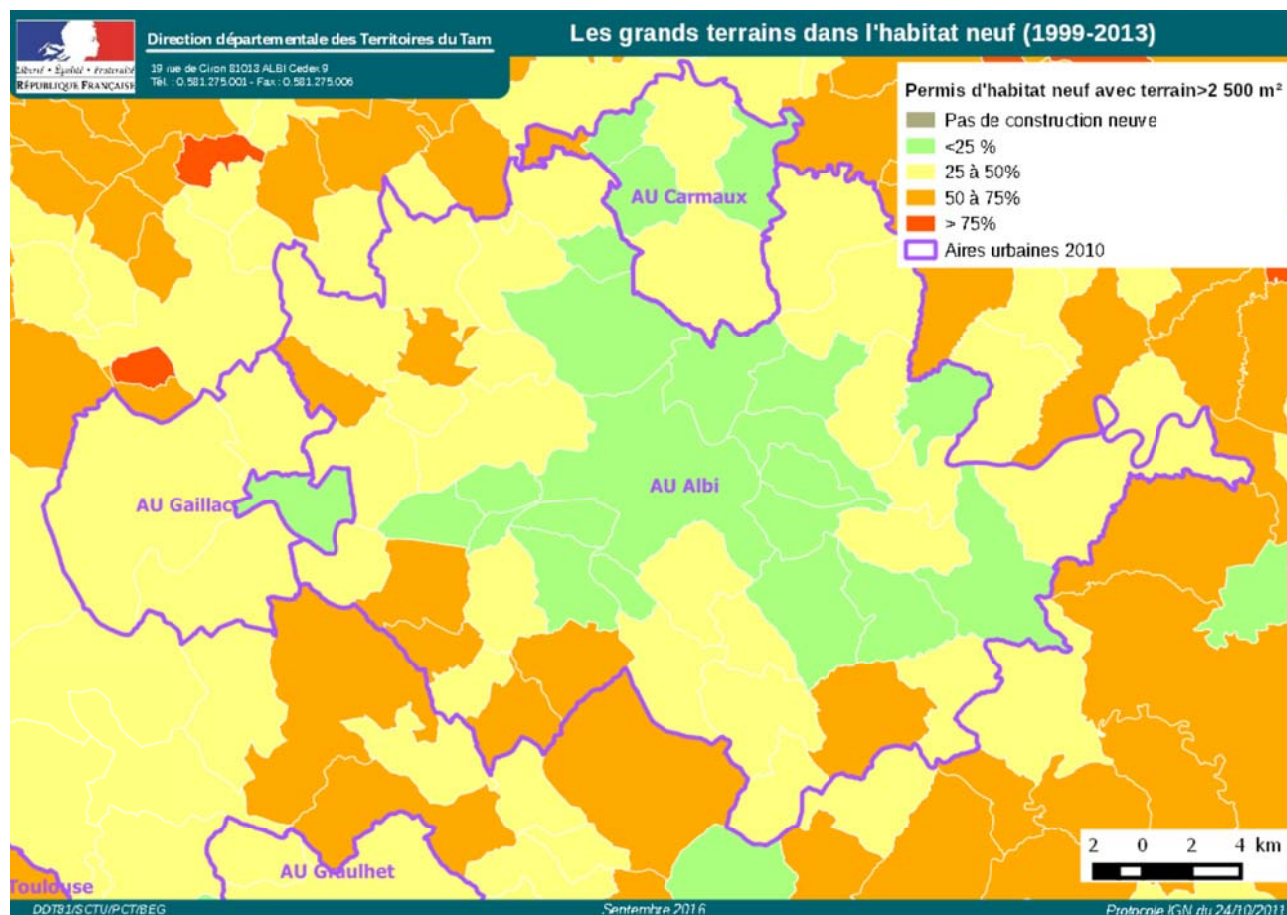 Direction départementale des Territoires du Tarn
19 rue de Ciron 81013 ALBI Cedex 9
Tél. : 0.581.275.001 - Fax : 0.581.275.006
Liberté • Égalité • Fraternité
RÉPUBLIQUE FRANÇAISE
Les grands terrains dans l'habitat neuf (1999-2013)
Permis d'habitat neuf avec terrain>2 500 m²
Pas de construction neuve
<25 %
25 à 50%
50 à 75%
> 75%
Aires urbaines 2010
AU Carmaux
AU Albi
AU Gaillac
AU Graulhet
Toulouse
2 0 2 4 km
DDT81/SCTU/PCT/BEG
Septembre 2016
Protocole IGN du 24/10/2011